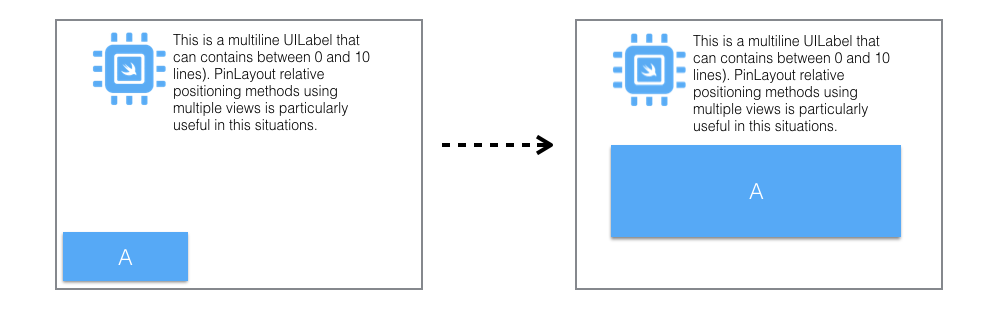 This is a multiline UILabel that
can contains between 0 and 10
lines). PinLayout relative
positioning methods using
multiple views is particularly
useful in this situations.
A
This is a multiline UILabel that
can contains between 0 and 10
lines). PinLayout relative
positioning methods using
multiple views is particularly
useful in this situations.
A